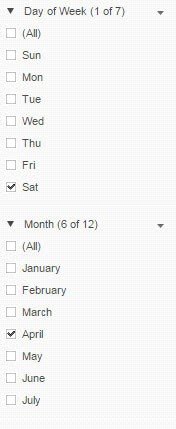 Day of Week (1 of 7)
(All)
Sun
Mon
Tue
Wed
Thu
Fri
Sat
Month (6 of 12)
(All)
January
February
March
April
May
June
July